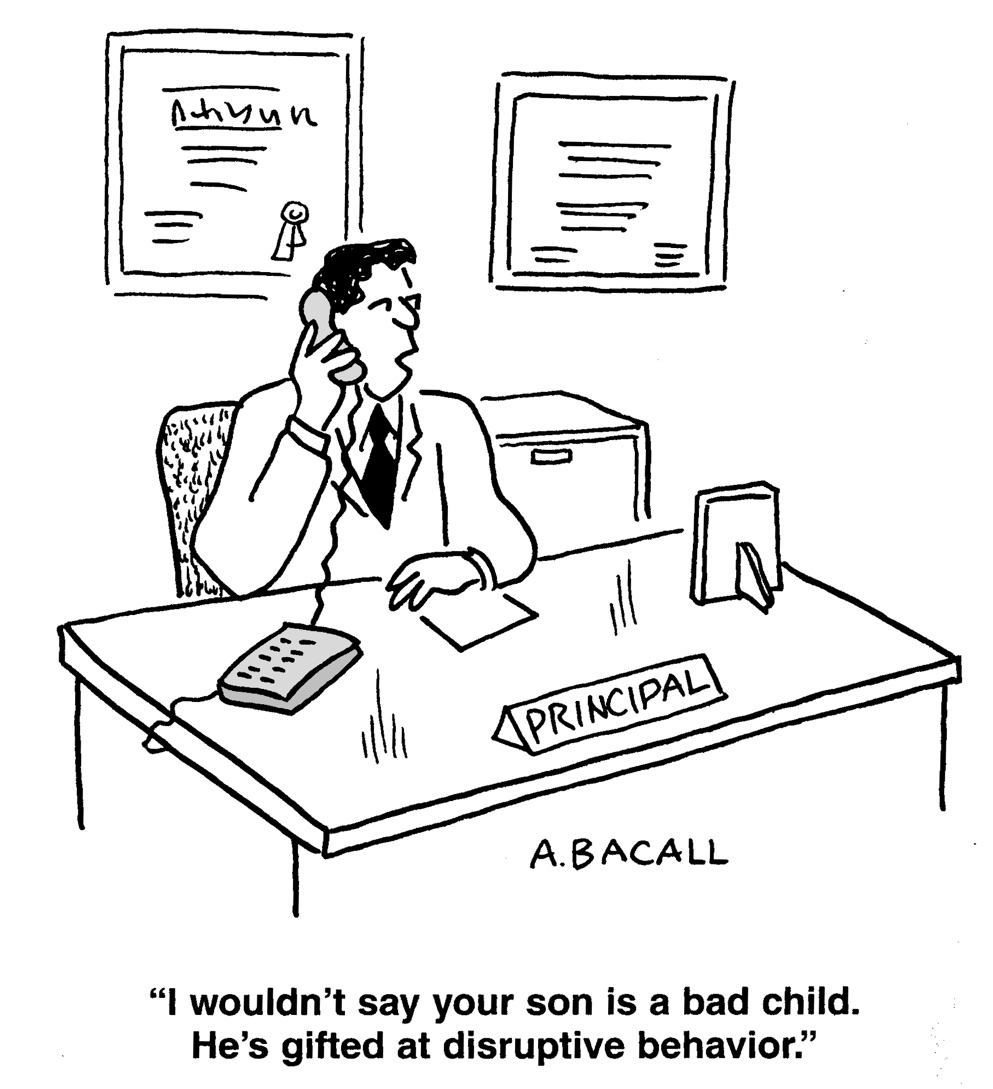 PRINCIPAL
A.BACALL
“I wouldn’t say your son is a bad child.
He’s gifted at disruptive behavior.”